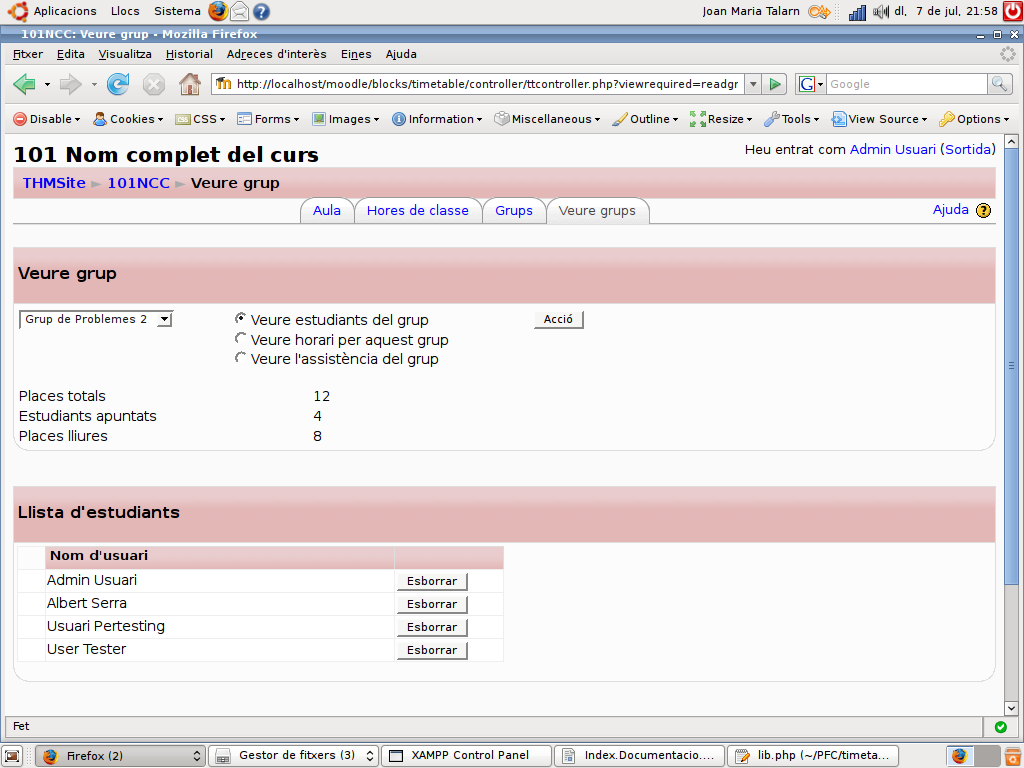 Aplicacions Llocs Sistema Joan Maria Talarn dl, 7 de jul, 21:58
101NCC: Veure grup - Mozilla Firefox
Fitxer Edita Visualitza Historial Adreces d'interès Eines Ajuda
http://localhost/moodle/blocks/timetable/controller/ttcontroller.php?viewrequired=readgr G Google
Disable Cookies CSS Forms Images Information Miscellaneous Outline Resize Tools View Source Options
101 Nom complet del curs Heu entrat com Admin Usuari (Sortida)
THMSite ► 101NCC ► Veure grup
Aula Hores de classe Grups Veure grups Ajuda ?
Veure grup
Grup de Problemes 2 Veure estudiants del grup Acció
Veure horari per aquest grup
Veure l'assistència del grup
Places totals 12
Estudiants apuntats 4
Places lliures 8
Llista d'estudiants
Nom d'usuari
Admin Usuari Esborrar
Albert Serra Esborrar
Usuari Pertesting Esborrar
User Tester Esborrar
Fet
Firefox (2) Gestor de fitxers (3) XAMPP Control Panel Index.Documentacio.... lib.php (~/PFC/timeta...